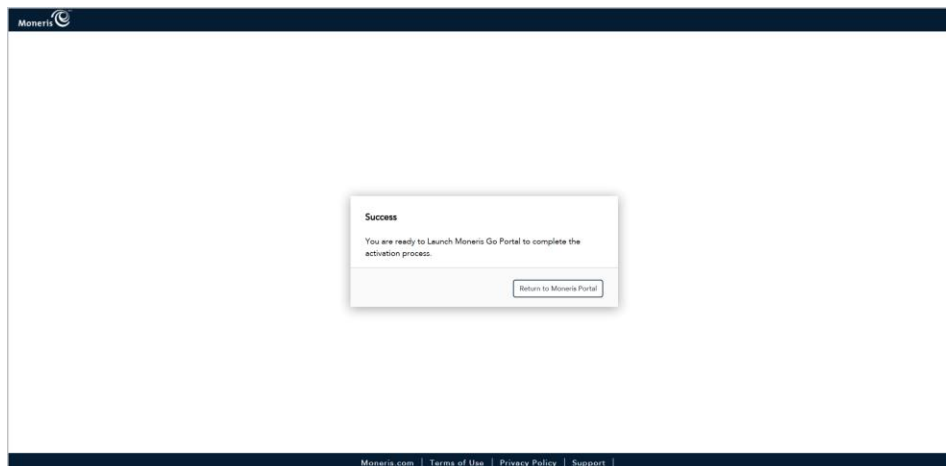 Moneris
Success
You are ready to Launch Moneris Go Portal to complete the
activation process.
Return to Moneris Portal
Moneris.com | Terms of Use | Privacy Policy | Support |